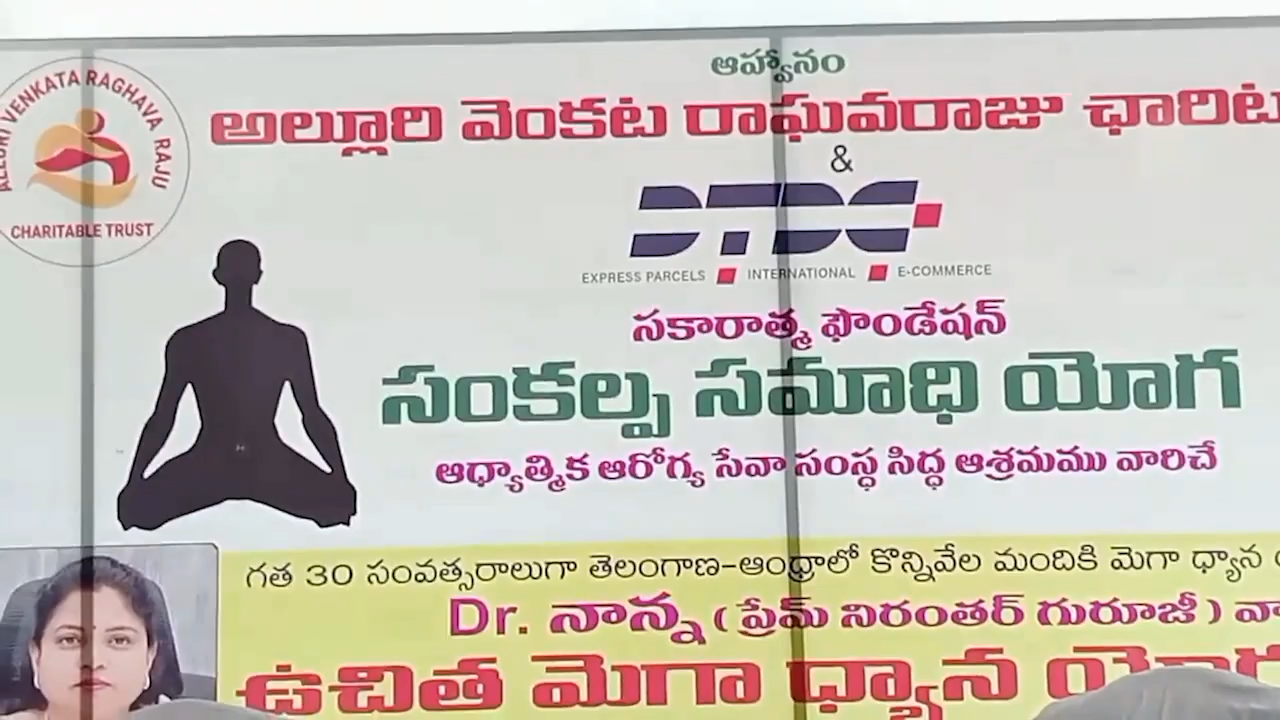 ఆహ్వానం
ALLURI VENKATA RAGHAVA RAJU
CHARITABLE TRUST
అల్లూరి వెంకట రాఘవరాజు
&
DTDC
EXPRESS PARCELS INTERNATIONAL E-COMMERCE
సకారాత్మ ఫౌండేషన్
సంకల్ప సమాధి యోగ
ఆధ్యాత్మిక ఆరోగ్య సేవా సంస్థ సిద్ధ ఆశ్రమము వారిచే
గత 30 సంవత్సరాలుగా తెలంగాణ-ఆంధ్రాలో కొన్నివేల మందికి మెగా ధ్యాన
Dr. నాన్న ( ప్రేమ్ నిరంతర్ గురూజీ )
ఉచిత మెగా ధ్యాన